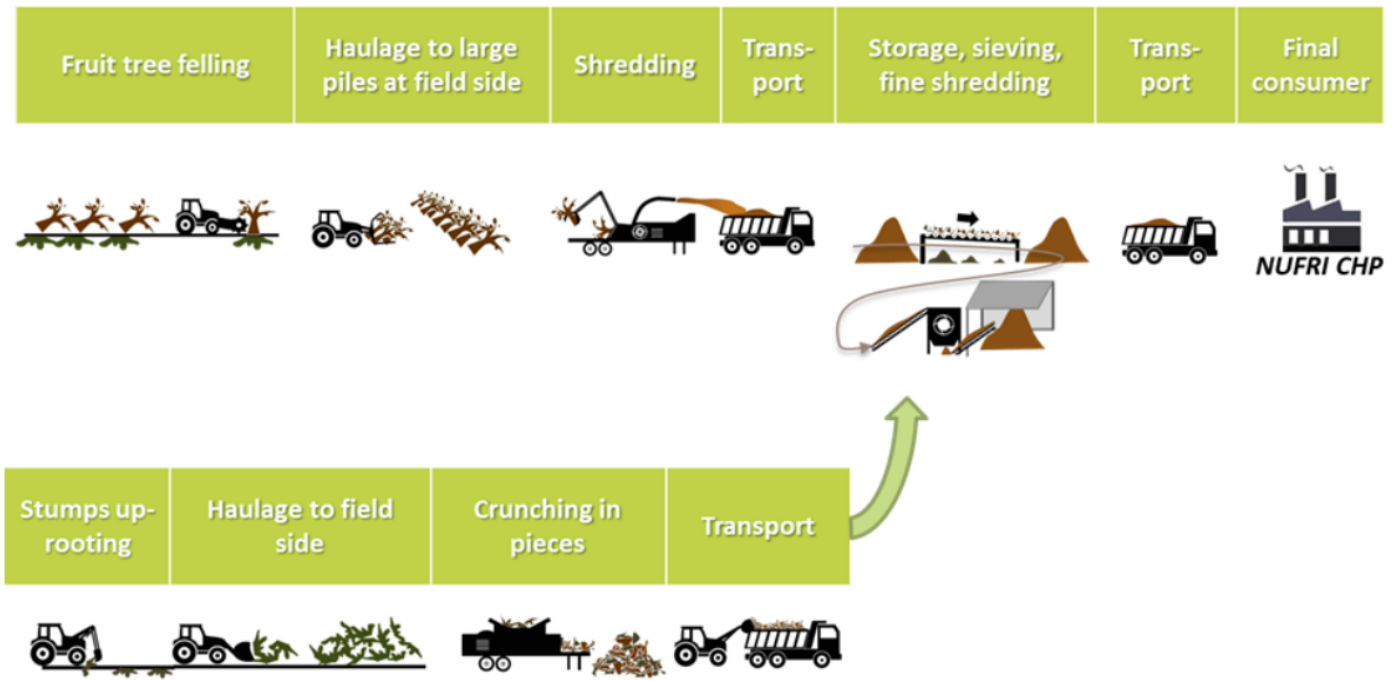 Fruit tree felling
Haulage to large
piles at field side
Shredding
Trans-
port
Storage, sieving,
fine shredding
Trans-
port
Final
consumer
NUFRI CHP
Stumps up-
rooting
Haulage to field
side
Crunching in
pieces
Transport